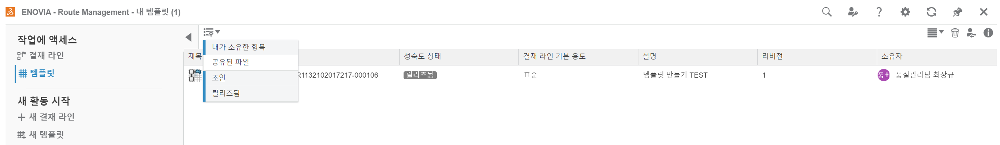 ENOVIA - Route Management - 내 템플릿 (1)
작업에 액세스
결재 라인
템플릿
새 활동 시작
새 결재 라인
새 템플릿
내가 소유한 항목
공유된 파일
초안
릴리즈됨
제목 성숙도 상태 결재 라인 기본 용도 설명 리비전 소유자
R1132102017217-000106 릴리즈됨 표준 템플릿 만들기 TEST 1 품초 품질관리팀 최상규